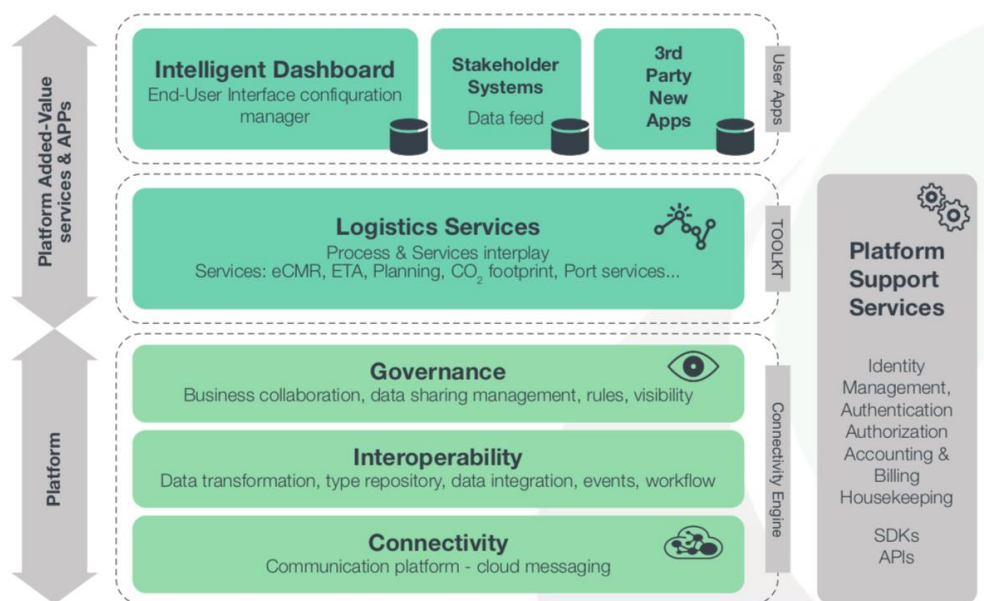 Platform Added-Value
services & APPs
Intelligent Dashboard
End-User Interface confiquration
manager
Stakeholder
Systems
Data feed
3rd
Party
New
Apps
User Apps
Logistics Services
Process & Services interplay
Services: eCMR, ETA, Planning, CO₂ footprint, Port services...
TOOLKT
Platform
Governance
Business collaboration, data sharing management, rules, visibility
Interoperability
Data transformation, type repository, data integration, events, workflow
Connectivity
Communication platform - cloud messaging
Connectivity Engine
Platform
Support
Services
Identity
Management,
Authentication
Authorization
Accounting &
Billing
Housekeeping
SDKs
APIs